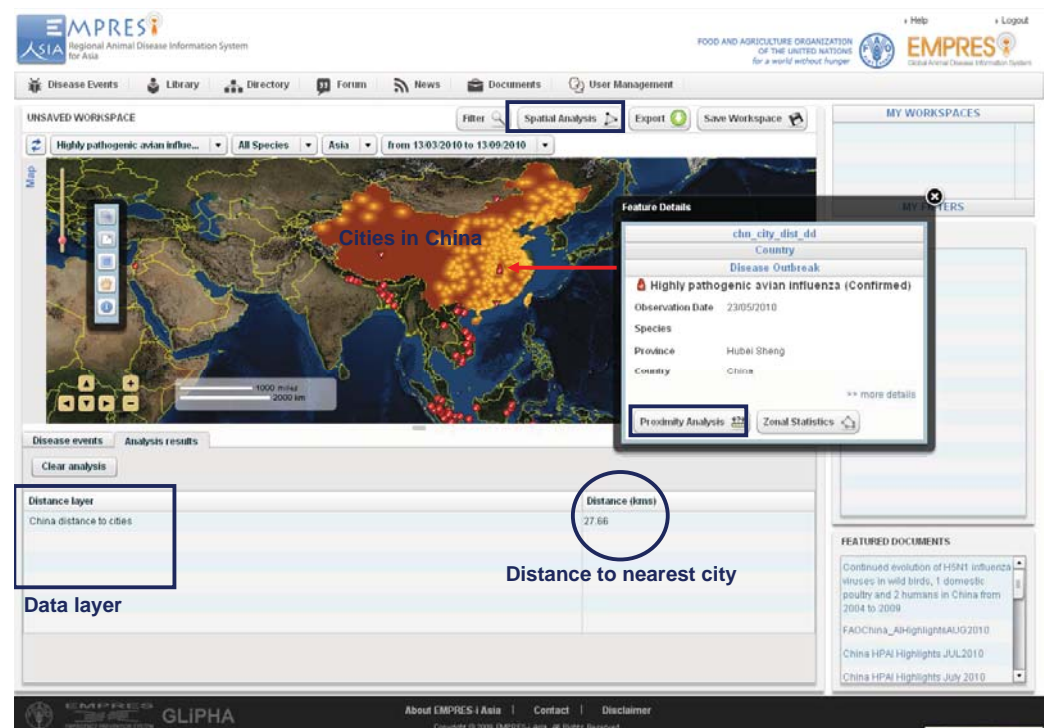 EMPRES i
ASIA
Regional Animal Disease Information System
for Asia
Help
Logout
FOOD AND AGRICULTURE ORGANIZATION
OF THE UNITED NATIONS
for a world without hunger
EMPRES
Global Animal Disease Information System
Disease Events
Library
Directory
Forum
News
Documents
User Management
UNSAVED WORKSPACE
Filter
Spatial Analysis
Export
Save Workspace
MY WORKSPACES
Highly pathogenic avian influe...
All Species
Asia
from 13/03/2010 to 13/09/2010
Map
Cities in China
Feature Details
chn_city_dist_dd
Country
Disease Outbreak
Highly pathogenic avian influenza (Confirmed)
Observation Date 23/05/2010
Species
Province Hubei Sheng
Country China
>> more details
Proximity Analysis
Zonal Statistics
1000 miles
2000 km
Disease events
Analysis results
Clear analysis
Distance layer
Distance (kms)
China distance to cities
27.66
Data layer
Distance to nearest city
FEATURED DOCUMENTS
Continued evolution of H5N1 influenza
viruses in wild birds, 1 domestic
poultry and 2 humans in China from
2004 to 2009
FAOChina_AIHighlightsAUG2010
China HPAI Highlights JUL2010
China HPAI Highlights July 2010
EMPRES
GLiPHA
About EMPRES-i Asia | Contact | Disclaimer